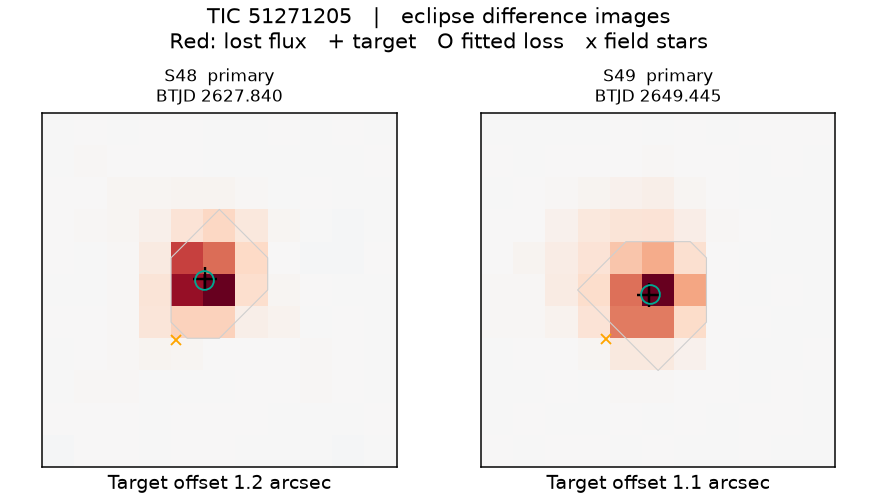 TIC 51271205 | eclipse difference images
Red: lost flux + target O fitted loss x field stars
S48 primary
BTJD 2627.840
S49 primary
BTJD 2649.445
Target offset 1.2 arcsec
Target offset 1.1 arcsec